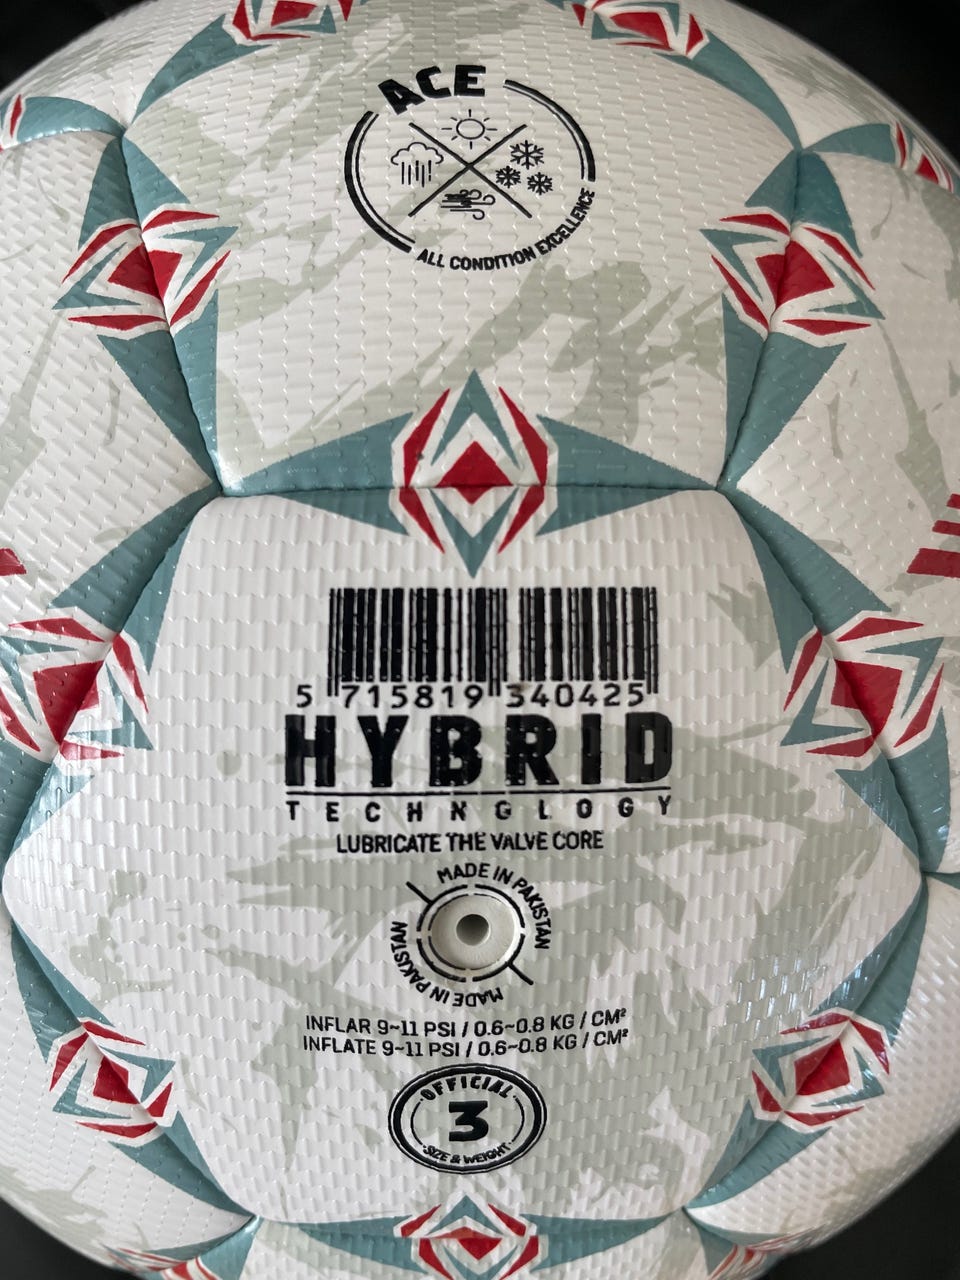 ACE
ALL CONDITION EXCELLENCE
5 715819 340425
HYBRID
TECHNOLOGY
LUBRICATE THE VALVE CORE
MADE IN PAKISTAN
MADE IN PAKISTAN
INFLAR 9~11 PSI / 0.6~0.8 KG / CM²
INFLATE 9~11 PSI / 0.6~0.8 KG / CM²
OFFICIAL
3
SIZE & WEIGHT